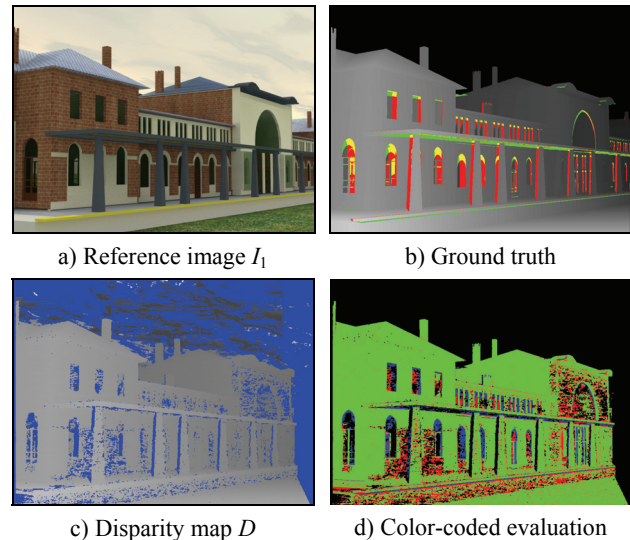 a) Reference image I₁
b) Ground truth
c) Disparity map D
d) Color-coded evaluation